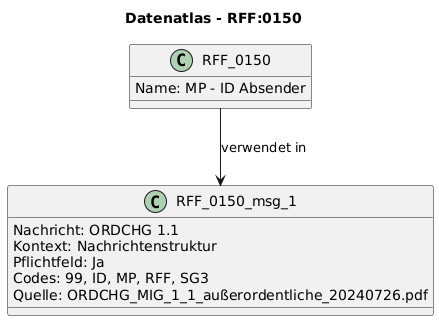 Datenatlas - RFF:0150
C RFF_0150
Name: MP - ID Absender
verwendet in
C RFF_0150_msg_1
Nachricht: ORDCHG 1.1
Kontext: Nachrichtenstruktur
Pflichtfeld: Ja
Codes: 99, ID, MP, RFF, SG3
Quelle: ORDCHG_MIG_1_1_außerordentliche_20240726.pdf